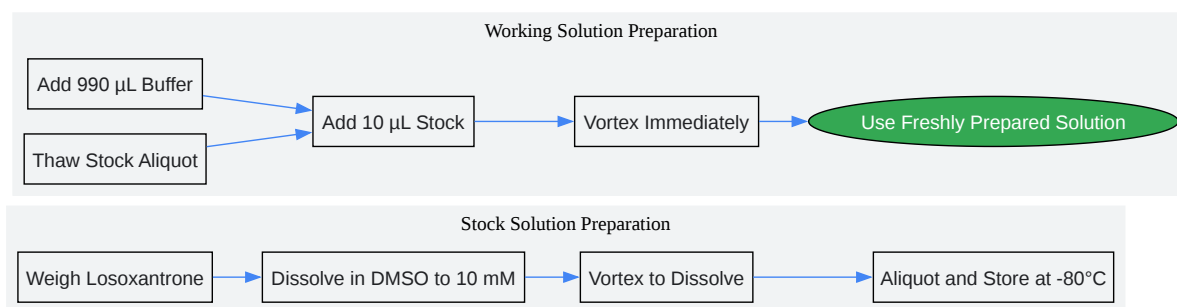 Working Solution Preparation
Add 990 µL Buffer
Thaw Stock Aliquot
Add 10 µL Stock
Vortex Immediately
Use Freshly Prepared Solution
Stock Solution Preparation
Weigh Losoxantrone
Dissolve in DMSO to 10 mM
Vortex to Dissolve
Aliquot and Store at -80°C